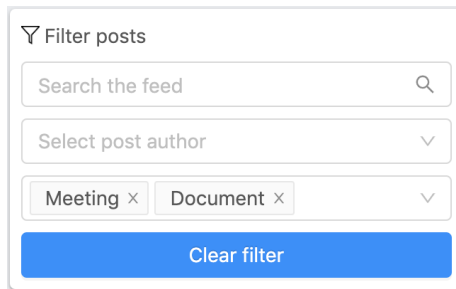 Filter posts
Search the feed
Select post author
Meeting × Document ×
Clear filter